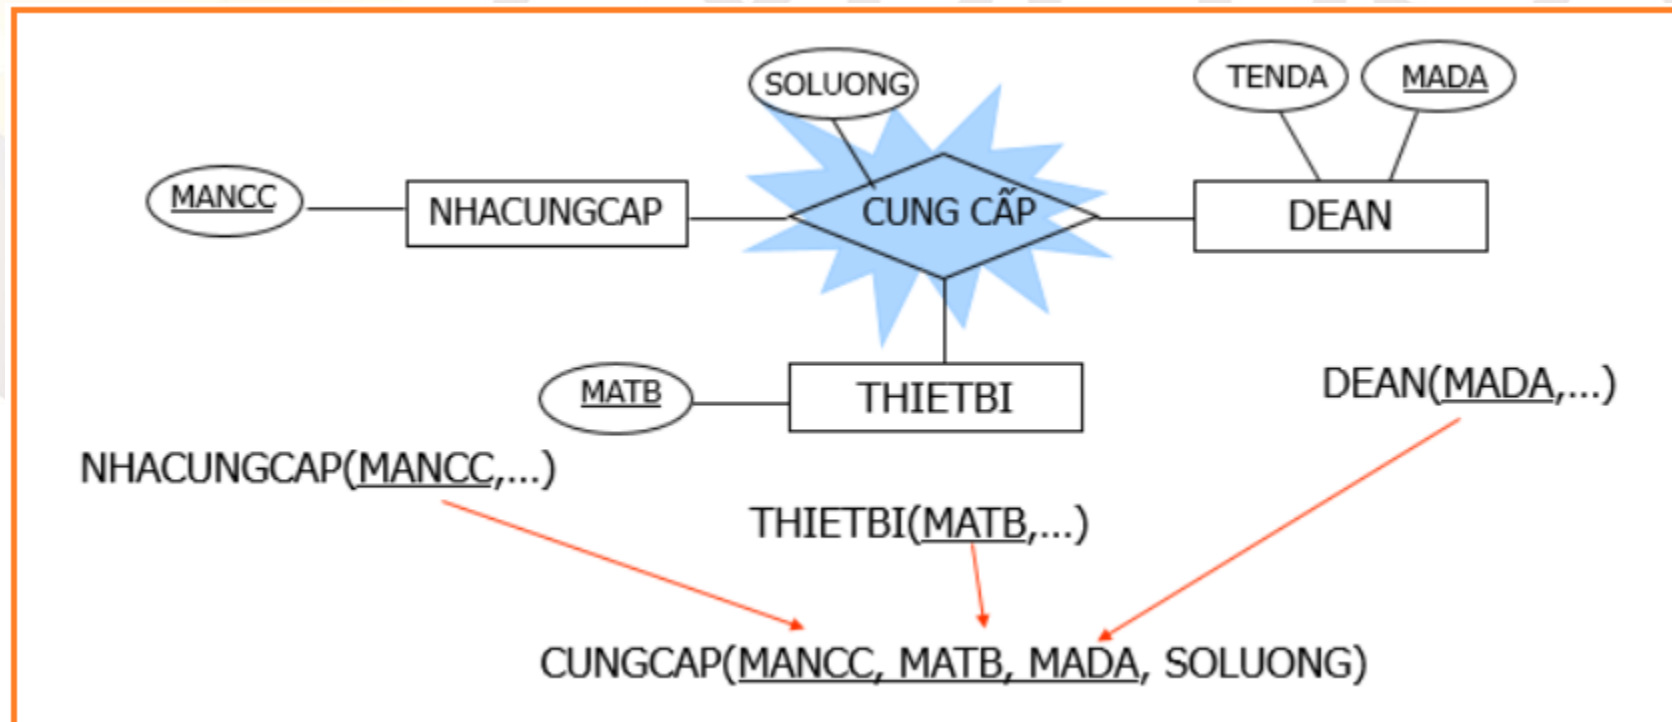 SOLUONG
TENDA
MADA
MANCC
NHACUNGCAP
CUNG CẤP
DEAN
MATB
THIETBI
DEAN(MADA,...)
NHACUNGCAP(MANCC,...)
THIETBI(MATB,...)
CUNGCAP(MANCC, MATB, MADA, SOLUONG)